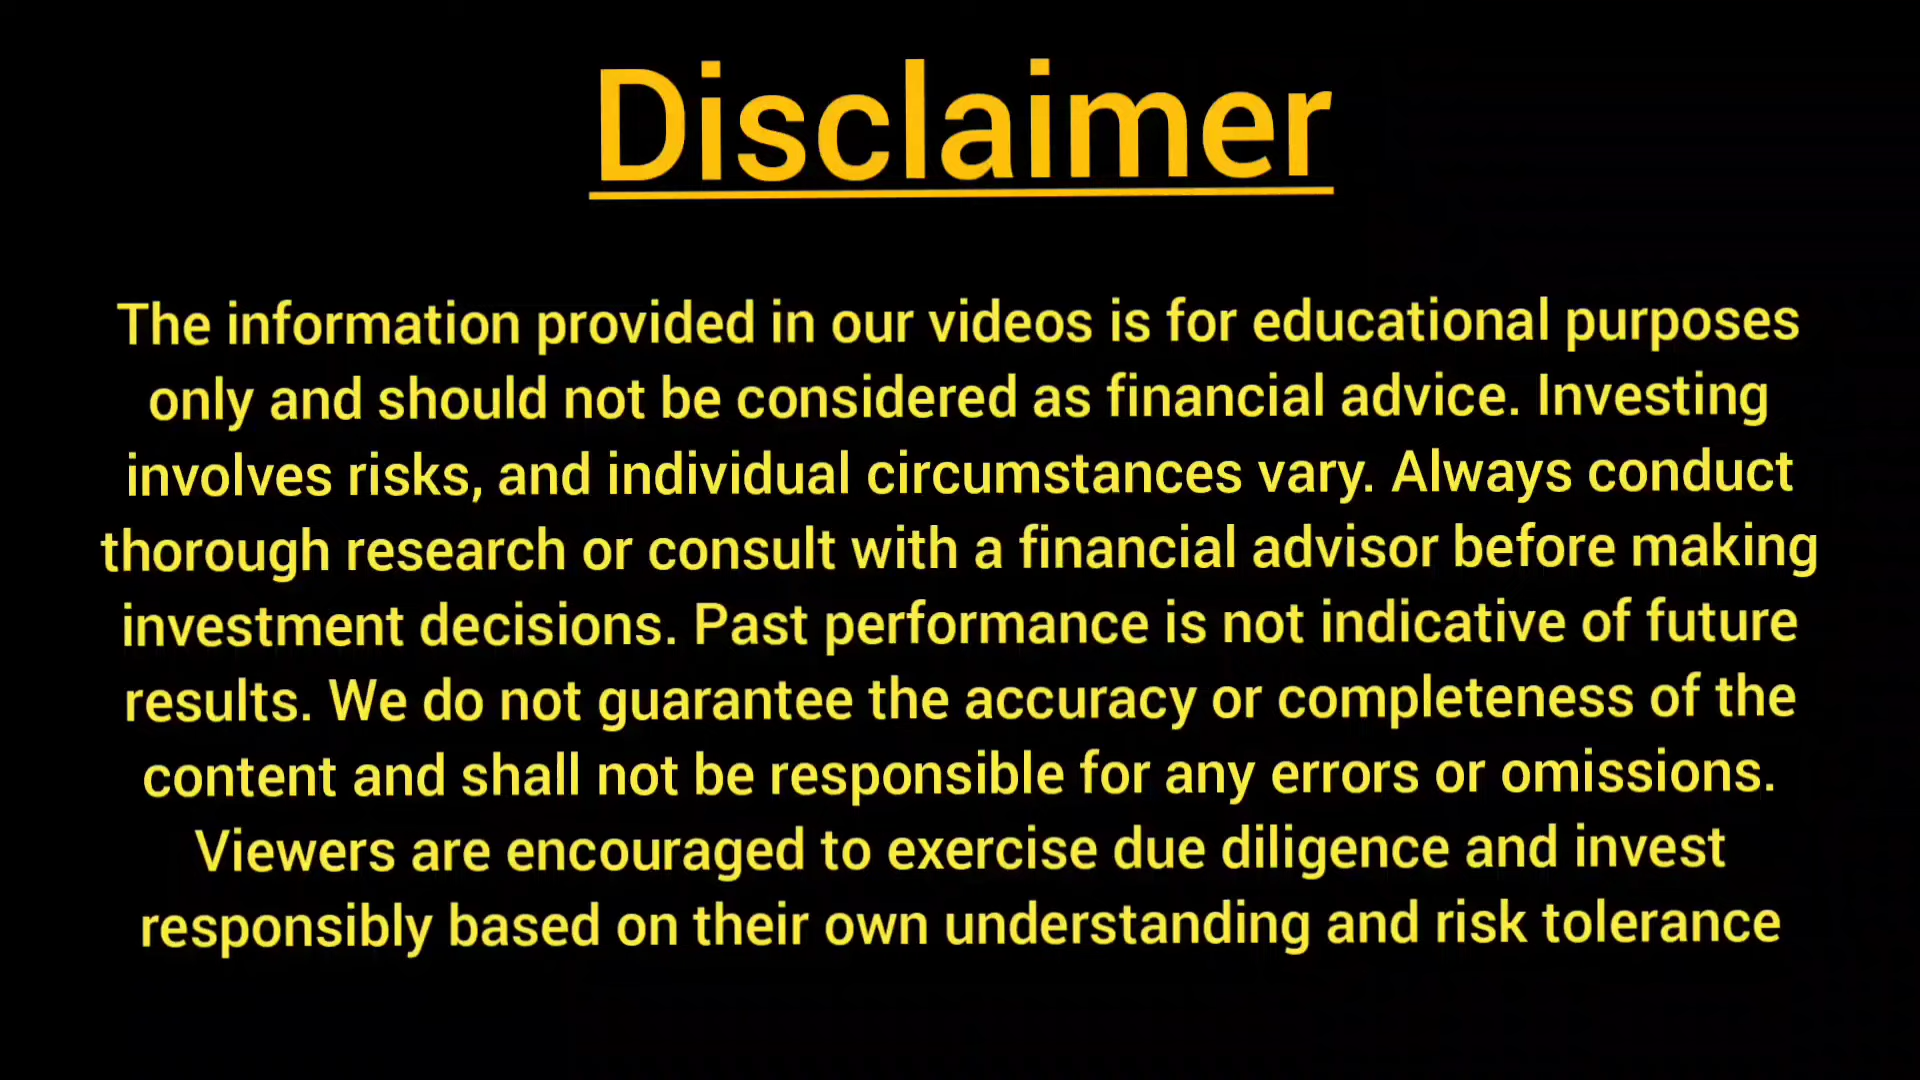 Disclaimer
The information provided in our videos is for educational purposes
only and should not be considered as financial advice. Investing
involves risks, and individual circumstances vary. Always conduct
thorough research or consult with a financial advisor before making
investment decisions. Past performance is not indicative of future
results. We do not guarantee the accuracy or completeness of the
content and shall not be responsible for any errors or omissions.
Viewers are encouraged to exercise due diligence and invest
responsibly based on their own understanding and risk tolerance